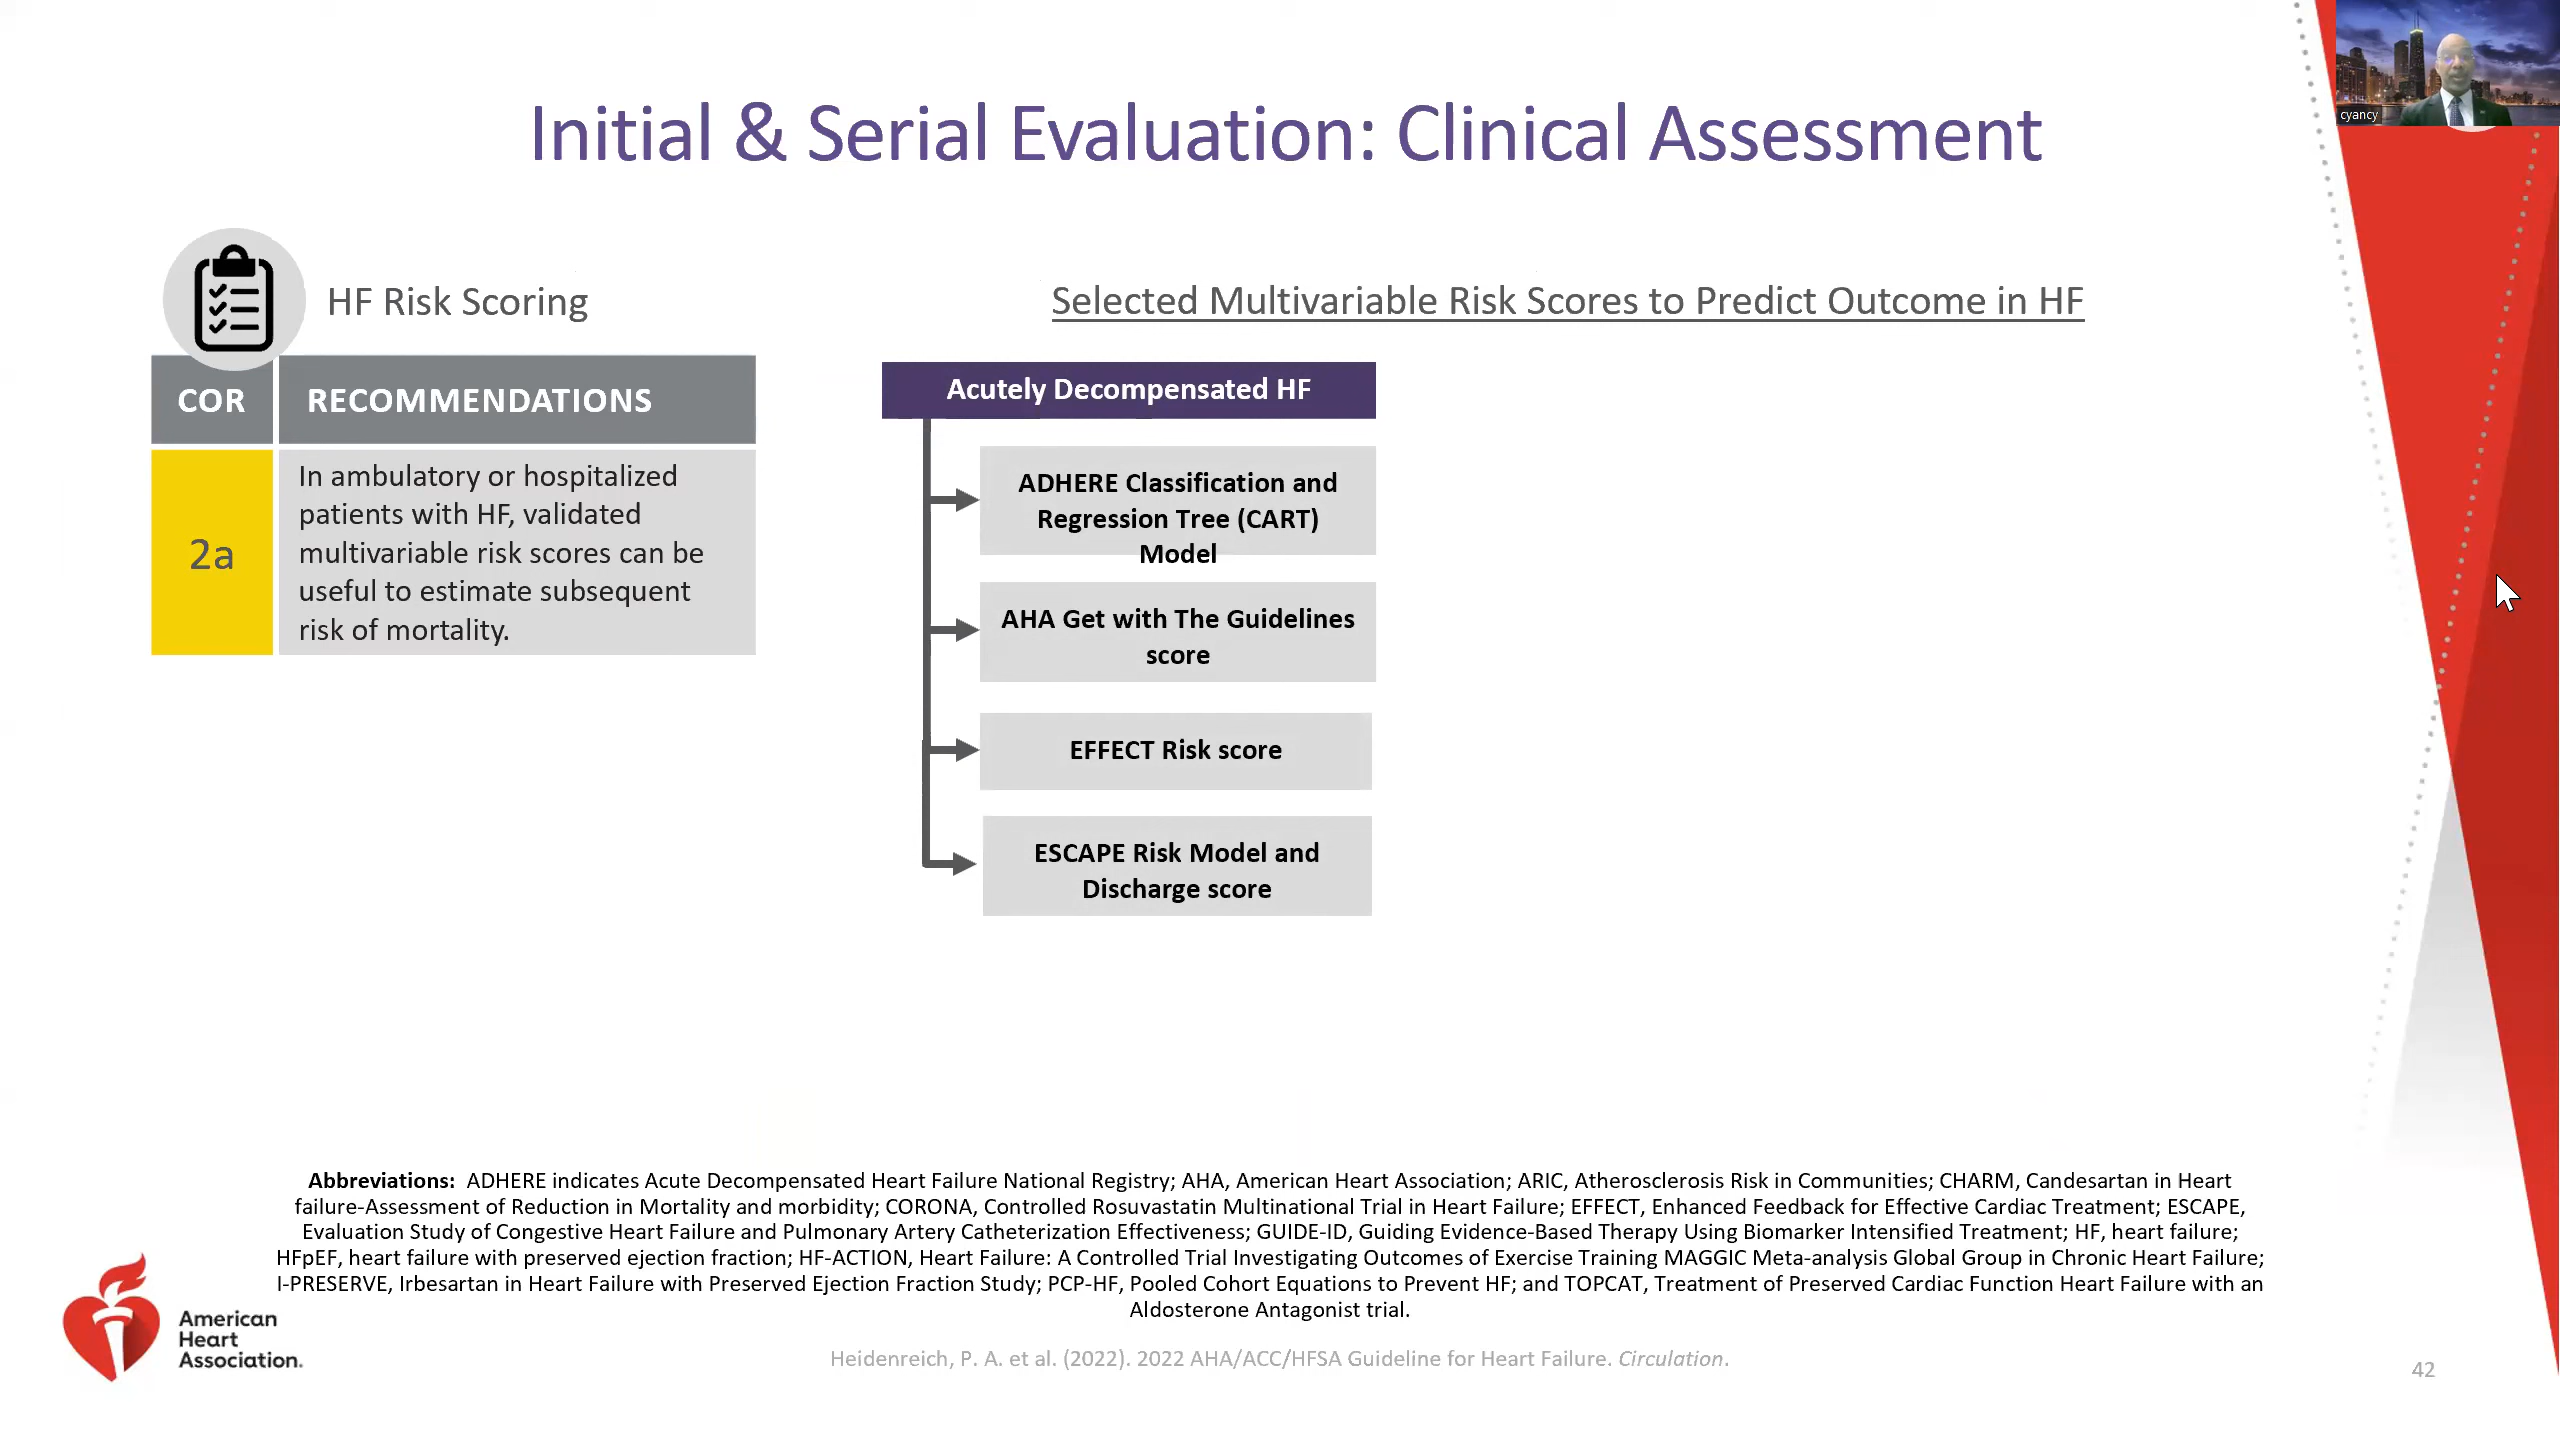 cyancy
Initial & Serial Evaluation: Clinical Assessment
HF Risk Scoring
COR
RECOMMENDATIONS
2a
In ambulatory or hospitalized
patients with HF, validated
multivariable risk scores can be
useful to estimate subsequent
risk of mortality.
Selected Multivariable Risk Scores to Predict Outcome in HF
Acutely Decompensated HF
ADHERE Classification and
Regression Tree (CART)
Model
AHA Get with The Guidelines
score
EFFECT Risk score
ESCAPE Risk Model and
Discharge score
Abbreviations: ADHERE indicates Acute Decompensated Heart Failure National Registry; AHA, American Heart Association; ARIC, Atherosclerosis Risk in Communities; CHARM, Candesartan in Heart
failure-Assessment of Reduction in Mortality and morbidity; CORONA, Controlled Rosuvastatin Multinational Trial in Heart Failure; EFFECT, Enhanced Feedback for Effective Cardiac Treatment; ESCAPE,
Evaluation Study of Congestive Heart Failure and Pulmonary Artery Catheterization Effectiveness; GUIDE-ID, Guiding Evidence-Based Therapy Using Biomarker Intensified Treatment; HF, heart failure;
HFpEF, heart failure with preserved ejection fraction; HF-ACTION, Heart Failure: A Controlled Trial Investigating Outcomes of Exercise Training MAGGIC Meta-analysis Global Group in Chronic Heart Failure;
I-PRESERVE, Irbesartan in Heart Failure with Preserved Ejection Fraction Study; PCP-HF, Pooled Cohort Equations to Prevent HF; and TOPCAT, Treatment of Preserved Cardiac Function Heart Failure with an
Aldosterone Antagonist trial.
American
Heart
Association.
Heidenreich, P. A. et al. (2022). 2022 AHA/ACC/HFSA Guideline for Heart Failure. Circulation.
42